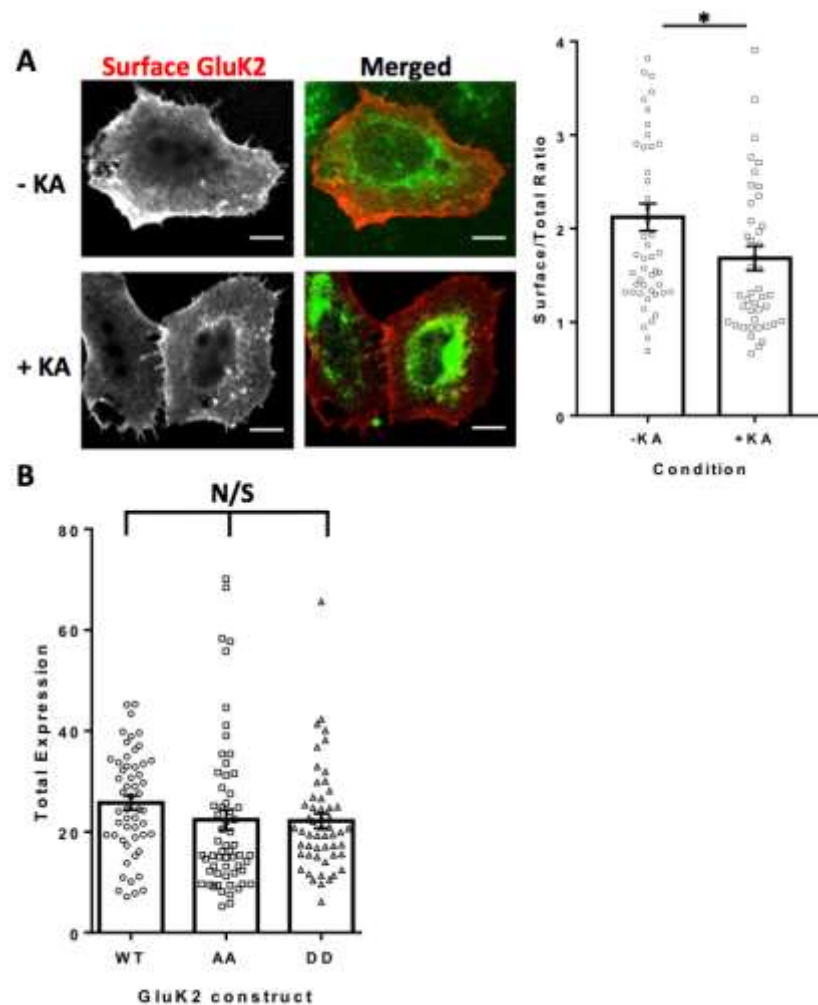 A
Surface GluK2
Merged
- KA
+ KA
*
4
3
2
1
0
Surface/Total Ratio
-KA
+KA
Condition
B
N/S
80
60
40
20
0
Total Expression
WT
AA
DD
GluK2 construct